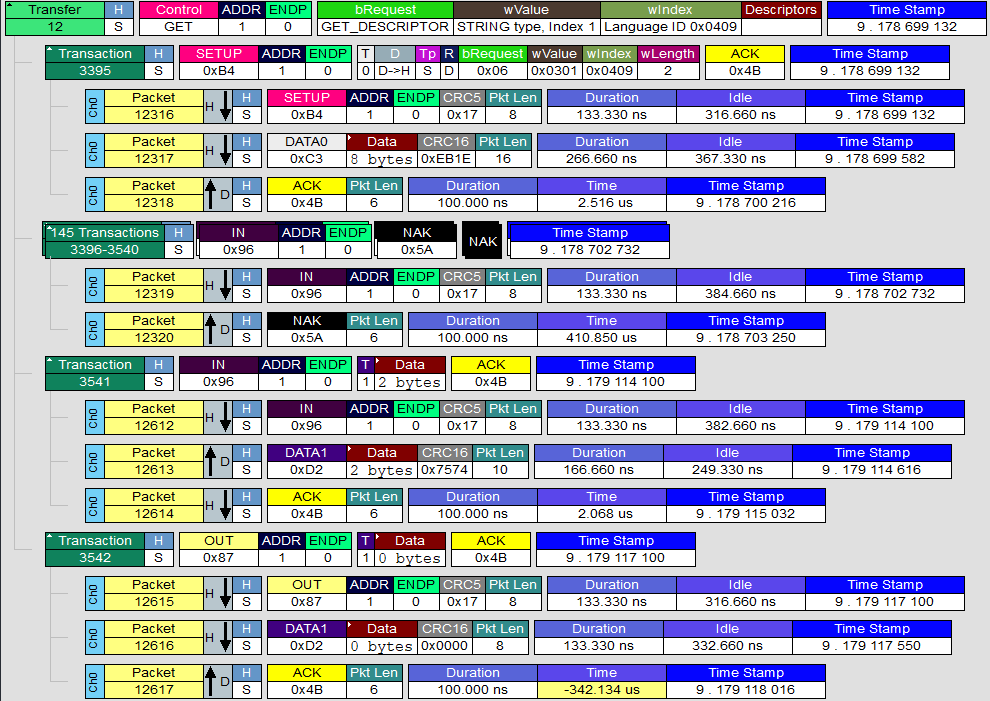 Transfer H Control ADDR ENDP bRequest wValue wIndex Descriptors Time Stamp
12 S GET 1 0 GET_DESCRIPTOR STRING type, Index 1 Language ID 0x0409 9 . 178 699 132
Transaction H SETUP ADDR ENDP T D Tp R bRequest wValue wIndex wLength ACK Time Stamp
3395 S 0xB4 1 0 0 D->H S D 0x06 0x0301 0x0409 2 0x4B 9 . 178 699 132
Ch0 Packet H H SETUP ADDR ENDP CRC5 Pkt Len Duration Idle Time Stamp
12316 S 0xB4 1 0 0x17 8 133.330 ns 316.660 ns 9 . 178 699 132
Ch0 Packet H H DATA0 Data CRC16 Pkt Len Duration Idle Time Stamp
12317 S 0xC3 8 bytes 0xEB1E 16 266.660 ns 367.330 ns 9 . 178 699 582
Ch0 Packet D H ACK Pkt Len Duration Time Time Stamp
12318 S 0x4B 6 100.000 ns 2.516 us 9 . 178 700 216
145 Transactions H IN ADDR ENDP NAK NAK Time Stamp
3396-3540 S 0x96 1 0 0x5A 9 . 178 702 732
Ch0 Packet H H IN ADDR ENDP CRC5 Pkt Len Duration Idle Time Stamp
12319 S 0x96 1 0 0x17 8 133.330 ns 384.660 ns 9 . 178 702 732
Ch0 Packet D H NAK Pkt Len Duration Time Time Stamp
12320 S 0x5A 6 100.000 ns 410.850 us 9 . 178 703 250
Transaction H IN ADDR ENDP T Data ACK Time Stamp
3541 S 0x96 1 0 1 2 bytes 0x4B 9 . 179 114 100
Ch0 Packet H H IN ADDR ENDP CRC5 Pkt Len Duration Idle Time Stamp
12612 S 0x96 1 0 0x17 8 133.330 ns 382.660 ns 9 . 179 114 100
Ch0 Packet D H DATA1 Data CRC16 Pkt Len Duration Idle Time Stamp
12613 S 0xD2 2 bytes 0x7574 10 166.660 ns 249.330 ns 9 . 179 114 616
Ch0 Packet H H ACK Pkt Len Duration Time Time Stamp
12614 S 0x4B 6 100.000 ns 2.068 us 9 . 179 115 032
Transaction H OUT ADDR ENDP T Data ACK Time Stamp
3542 S 0x87 1 0 1 0 bytes 0x4B 9 . 179 117 100
Ch0 Packet H H OUT ADDR ENDP CRC5 Pkt Len Duration Idle Time Stamp
12615 S 0x87 1 0 0x17 8 133.330 ns 316.660 ns 9 . 179 117 100
Ch0 Packet H H DATA1 Data CRC16 Pkt Len Duration Idle Time Stamp
12616 S 0xD2 0 bytes 0x0000 8 133.330 ns 332.660 ns 9 . 179 117 550
Ch0 Packet D H ACK Pkt Len Duration Time Time Stamp
12617 S 0x4B 6 100.000 ns -342.134 us 9 . 179 118 016